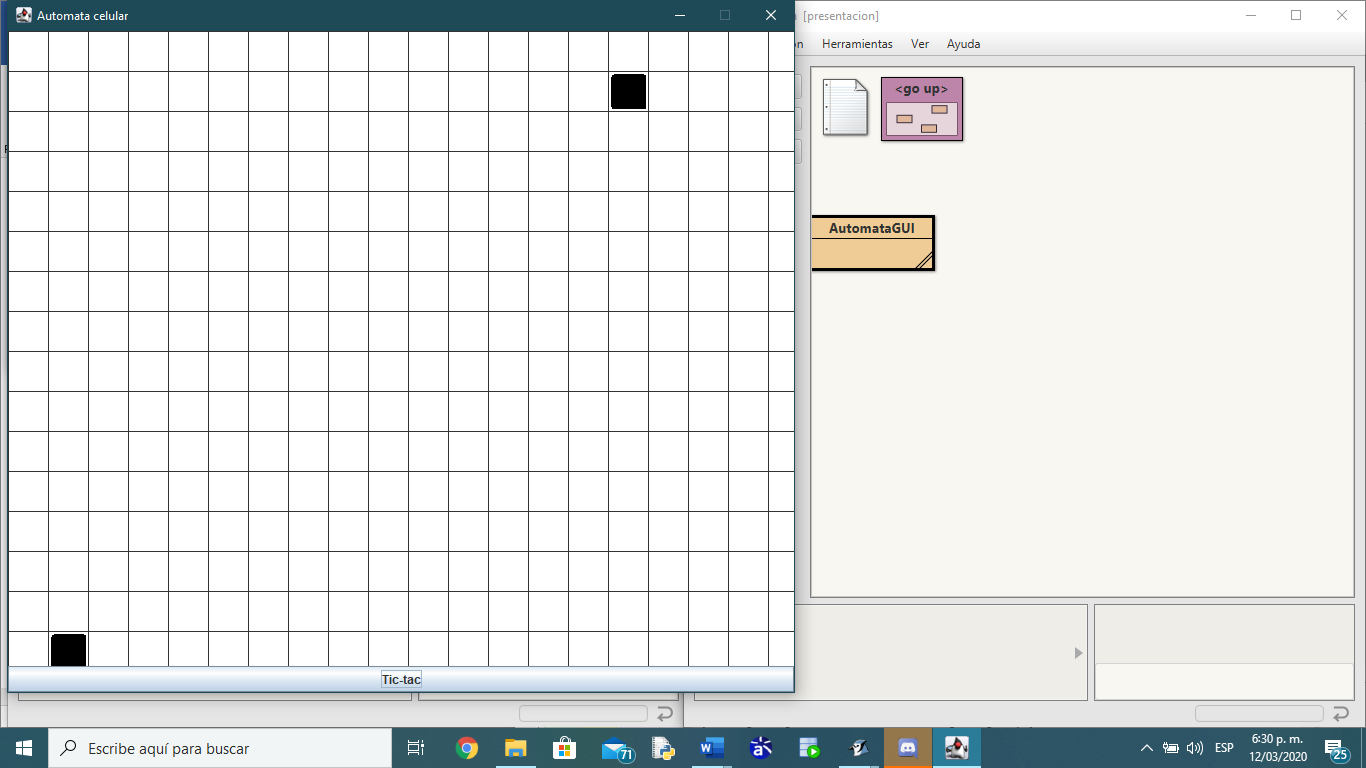 Automata celular
[presentacion]
Herramientas
Ver
Ayuda
<go up>
AutomataGUI
Tic-tac
Escribe aquí para buscar
71
ESP
6:30 p. m.
12/03/2020
25